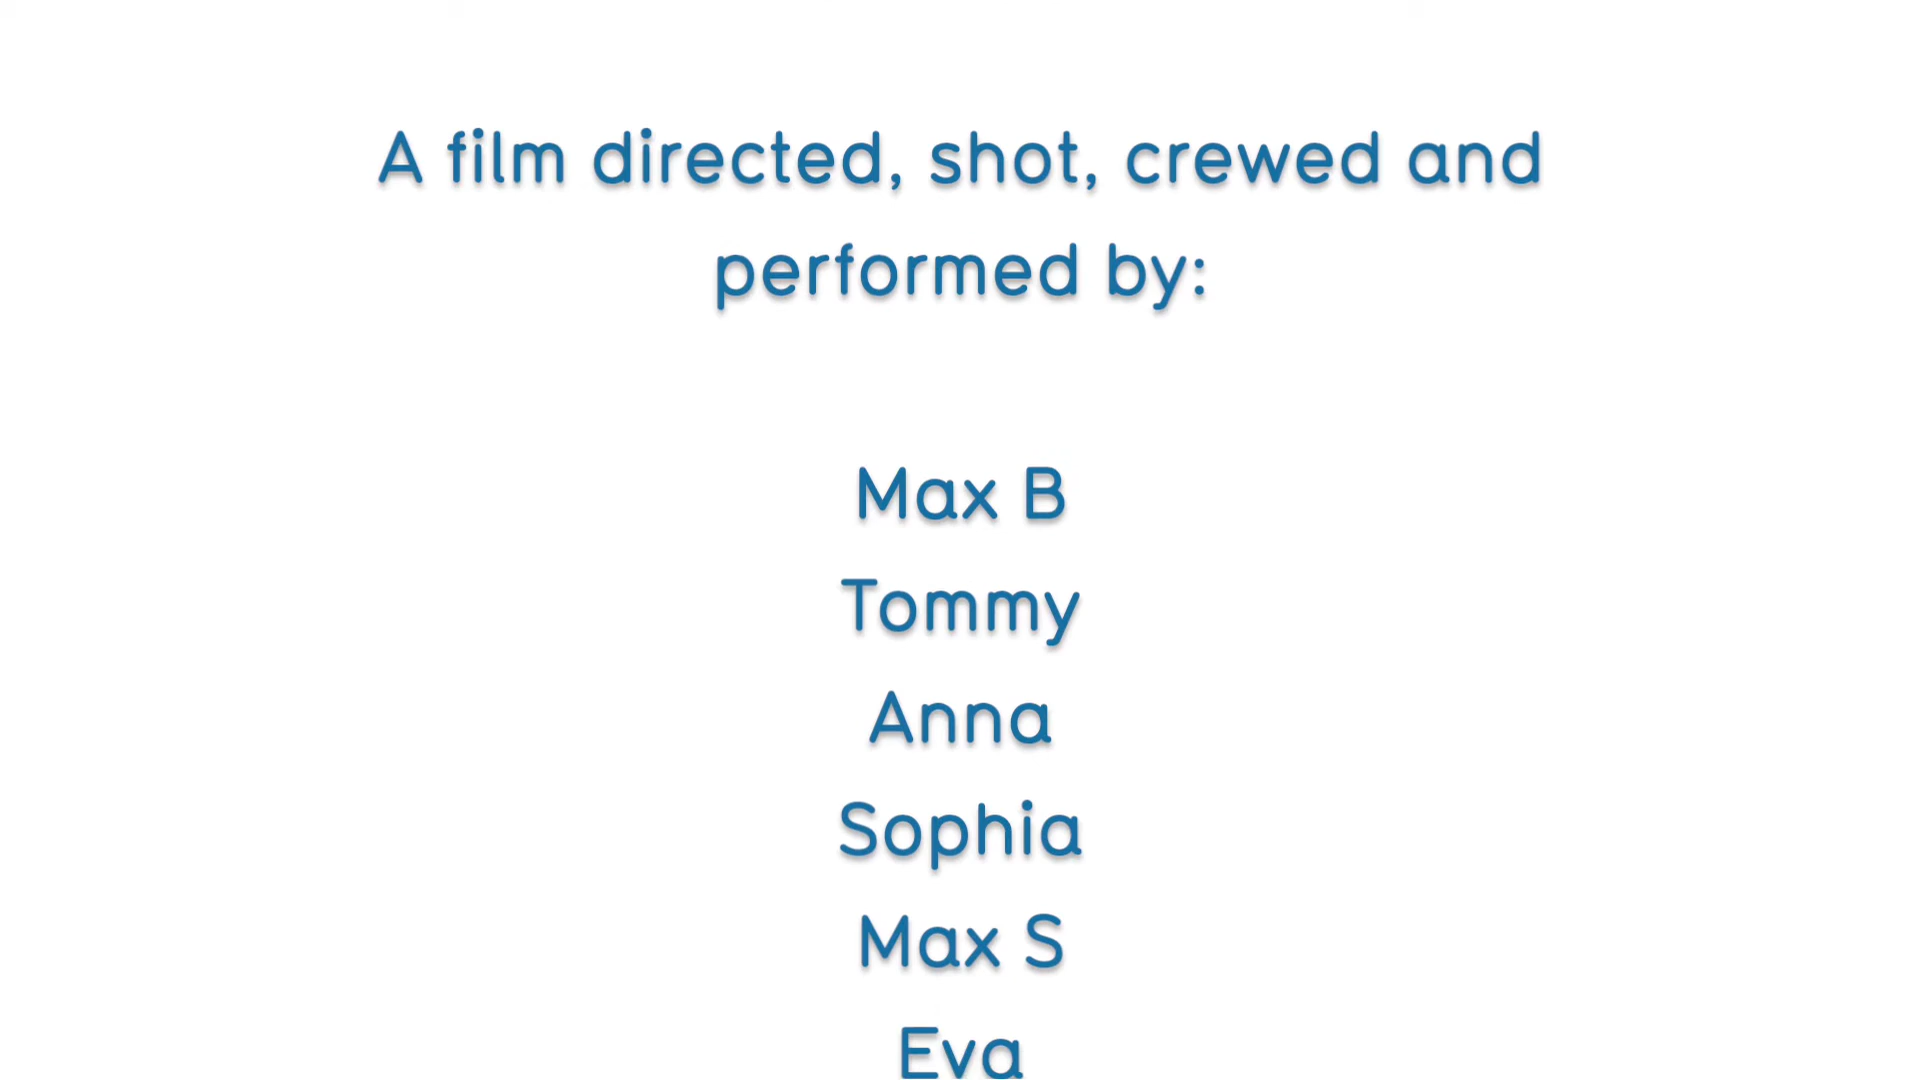 A film directed, shot, crewed and
performed by:
Max B
Tommy
Anna
Sophia
Max S
Eva